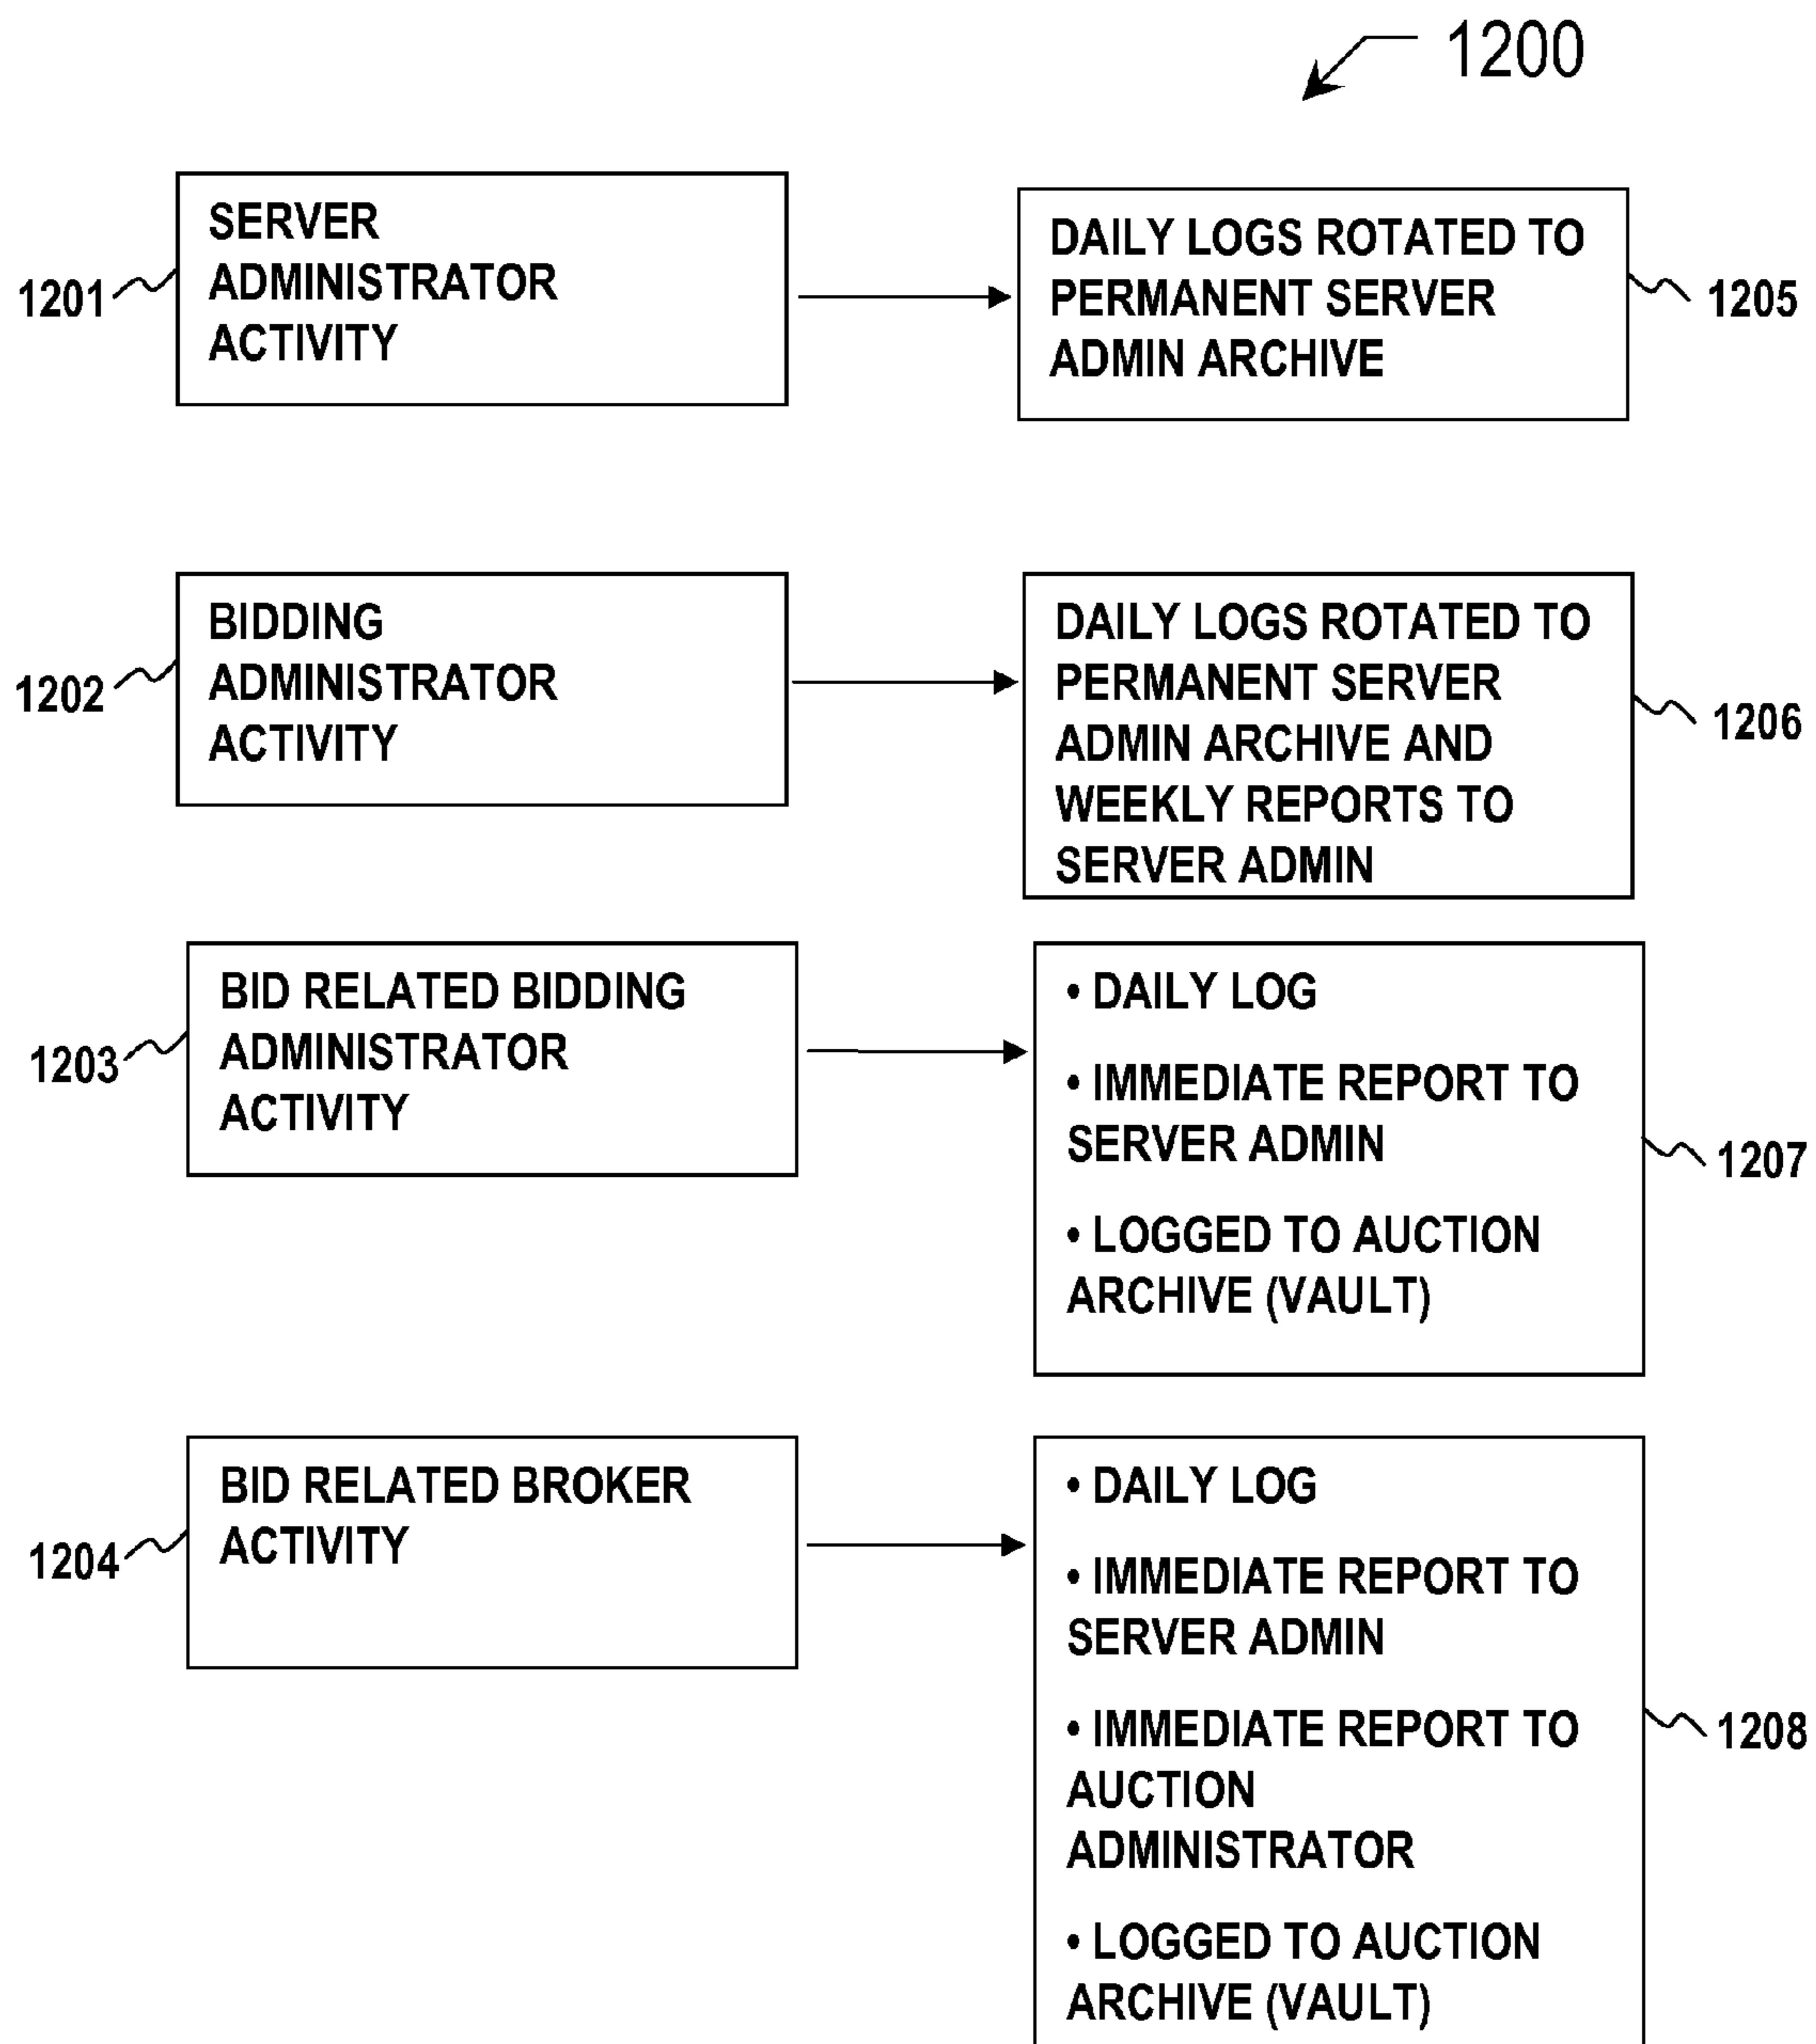 1200
SERVER
ADMINISTRATOR
ACTIVITY
1201
DAILY LOGS ROTATED TO
PERMANENT SERVER
ADMIN ARCHIVE
1205
BIDDING
ADMINISTRATOR
ACTIVITY
1202
DAILY LOGS ROTATED TO
PERMANENT SERVER
ADMIN ARCHIVE AND
WEEKLY REPORTS TO
SERVER ADMIN
1206
BID RELATED BIDDING
ADMINISTRATOR
ACTIVITY
1203
• DAILY LOG
• IMMEDIATE REPORT TO
SERVER ADMIN
• LOGGED TO AUCTION
ARCHIVE (VAULT)
1207
BID RELATED BROKER
ACTIVITY
1204
• DAILY LOG
• IMMEDIATE REPORT TO
SERVER ADMIN
• IMMEDIATE REPORT TO
AUCTION
ADMINISTRATOR
• LOGGED TO AUCTION
ARCHIVE (VAULT)
1208